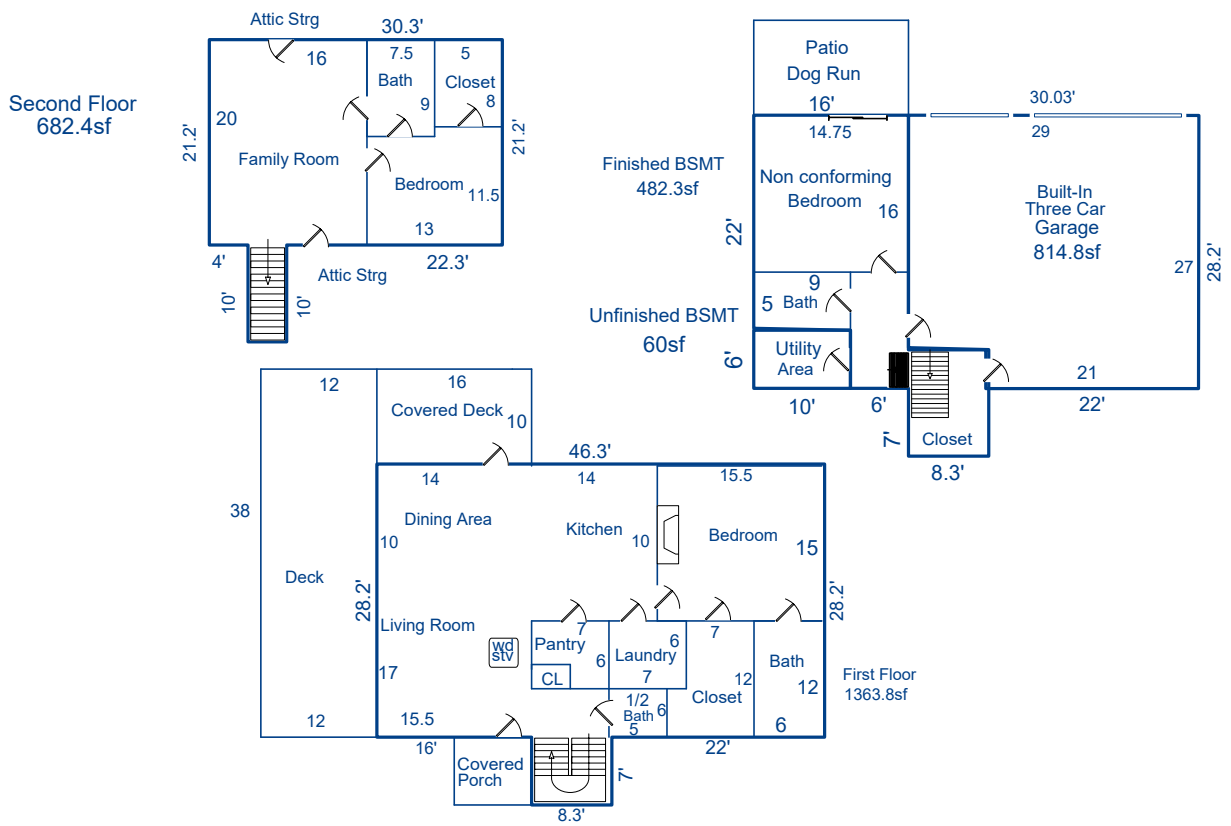 Attic Strg
30.3'
16
7.5
5
Bath
Closet
9
8
Second Floor
682.4sf
20
21.2'
21.2'
Family Room
Bedroom
11.5
13
4'
22.3'
Attic Strg
10'
10'
Patio
Dog Run
16'
30.03'
14.75
29
Finished BSMT
482.3sf
Non conforming
Bedroom
16
Built-In
Three Car
Garage
814.8sf
22'
27
28.2'
9
5
Bath
Unfinished BSMT
60sf
Utility
Area
6'
21
10'
6'
22'
7'
Closet
8.3'
12
16
Covered Deck
10
46.3'
14
14
15.5
38
Dining Area
Kitchen
10
10
Bedroom
15
Deck
28.2'
28.2'
Living Room
7
6
7
wd
stv
Pantry
6
Laundry
7
Bath
17
CL
12
12
Closet
First Floor
1363.8sf
1/2
Bath
6
5
12
15.5
6
16'
22'
Covered
Porch
7'
8.3'